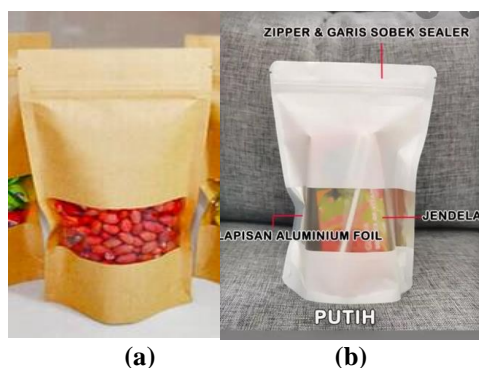 ZIPPER & GARIS SOBEK SEALER
JENDELA
LAPISAN ALUMINIUM FOIL
PUTIH
(a)
(b)